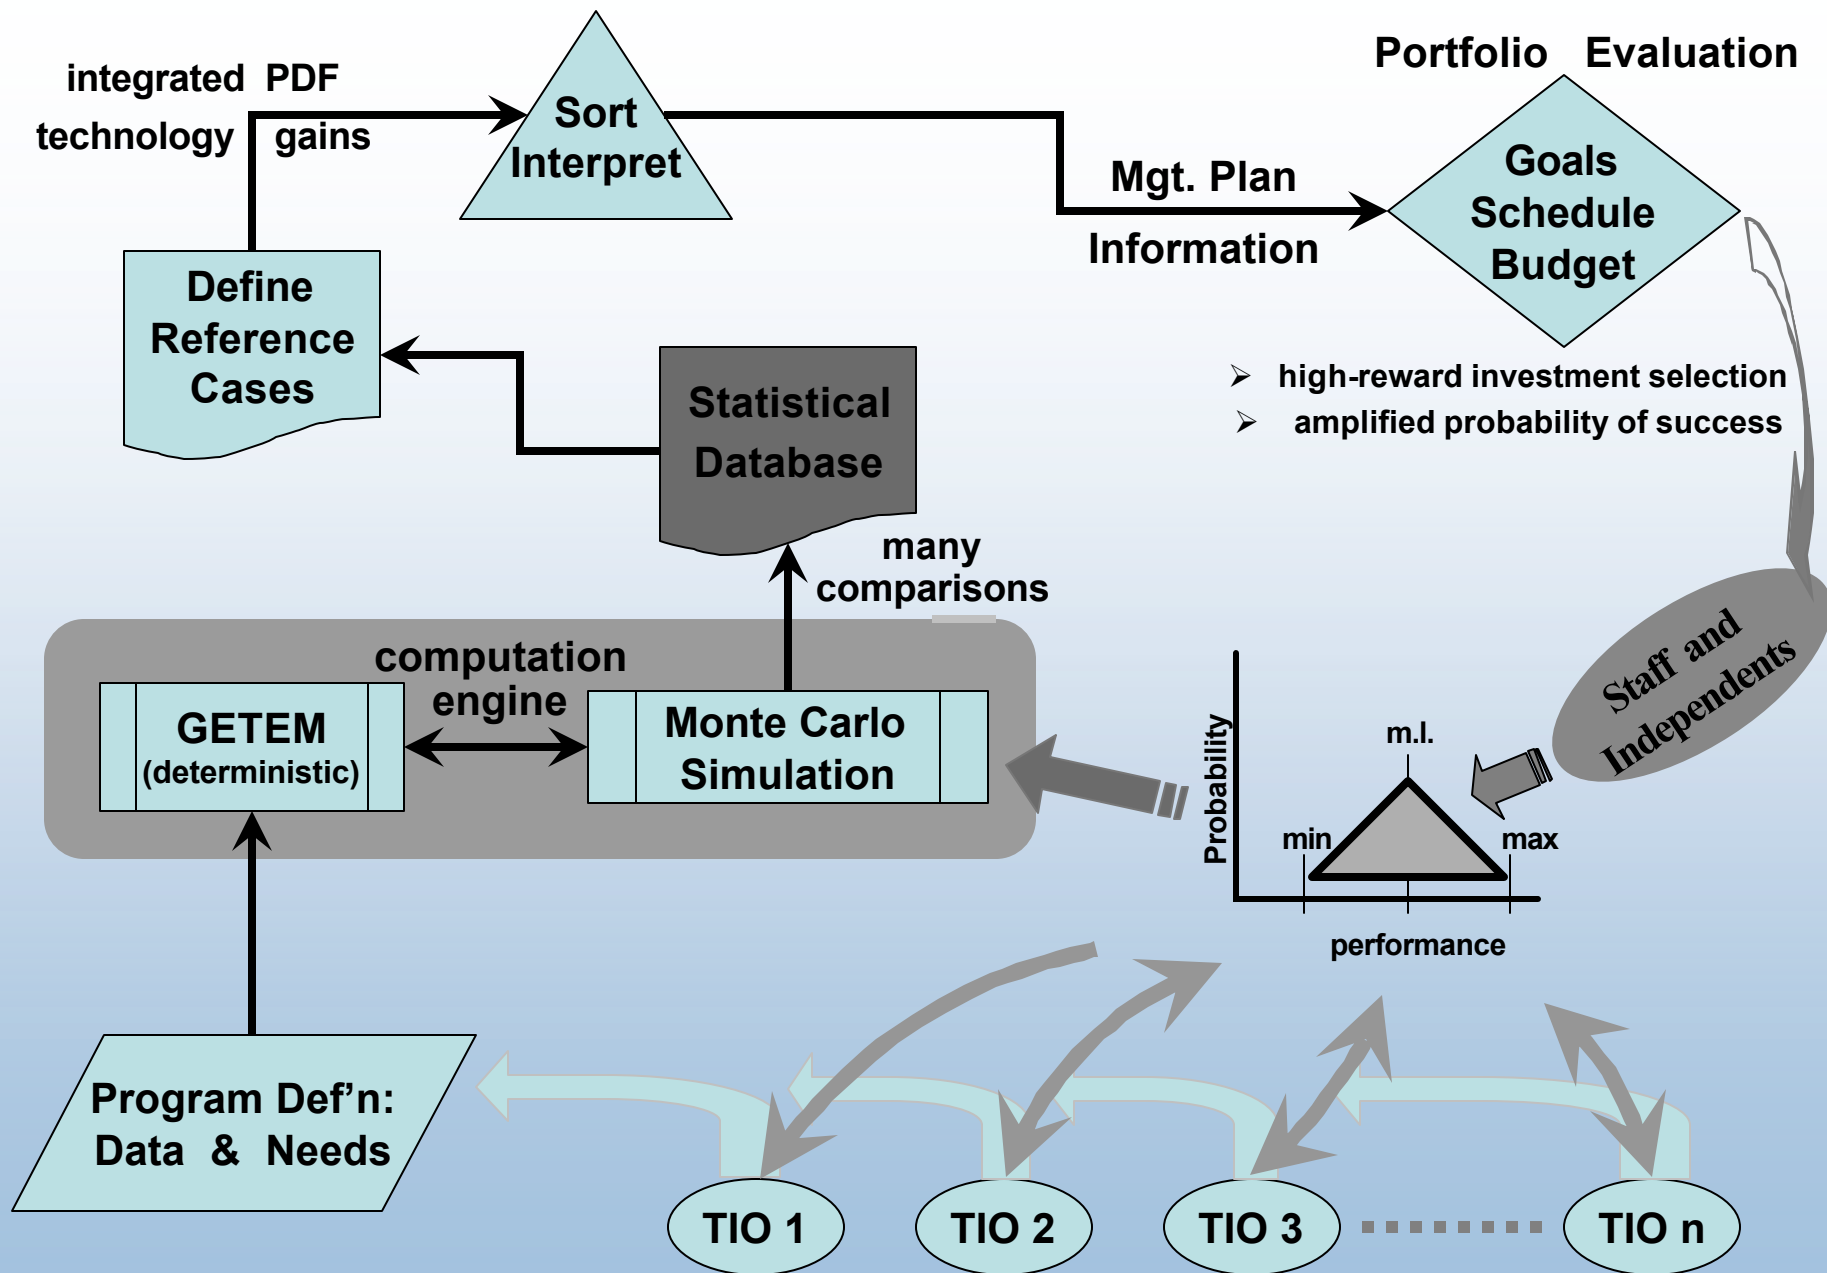 Portfolio Evaluation
integrated PDF
technology gains
Sort
Interpret
Goals
Schedule
Budget
Mgt. Plan
Information
Define
Reference
Cases
➢ high-reward investment selection
➢ amplified probability of success
Statistical
Database
many
comparisons
computation
engine
GETEM
(deterministic)
Monte Carlo
Simulation
Staff and
Independents
Probability
m.l.
min
max
performance
Program Def’n:
Data & Needs
TIO 1
TIO 2
TIO 3
TIO n